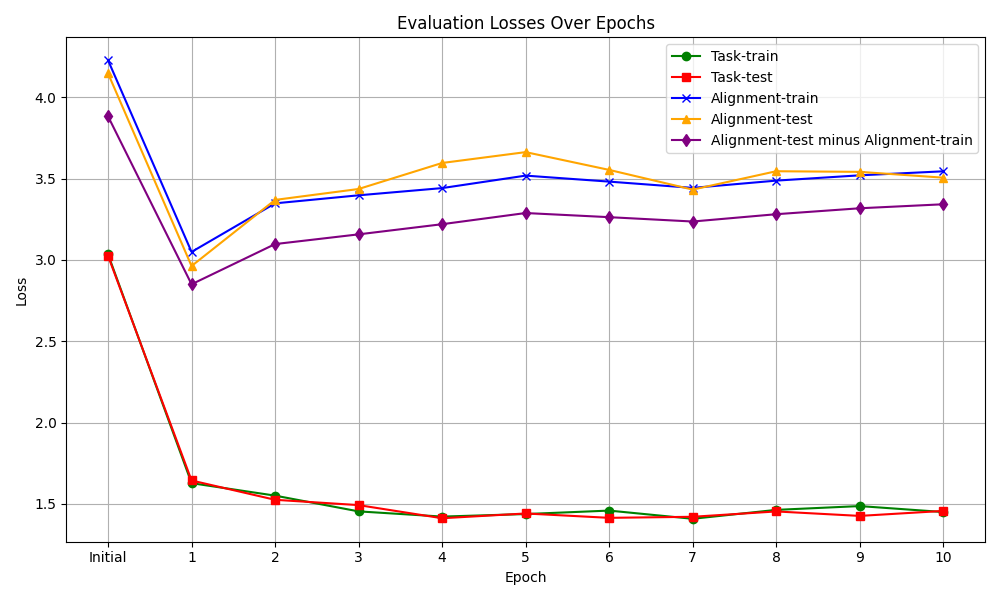 Evaluation Losses Over Epochs
Task-train
Task-test
Alignment-train
Alignment-test
Alignment-test minus Alignment-train
Loss
4.0
3.5
3.0
2.5
2.0
1.5
Initial 1 2 3 4 5 6 7 8 9 10
Epoch